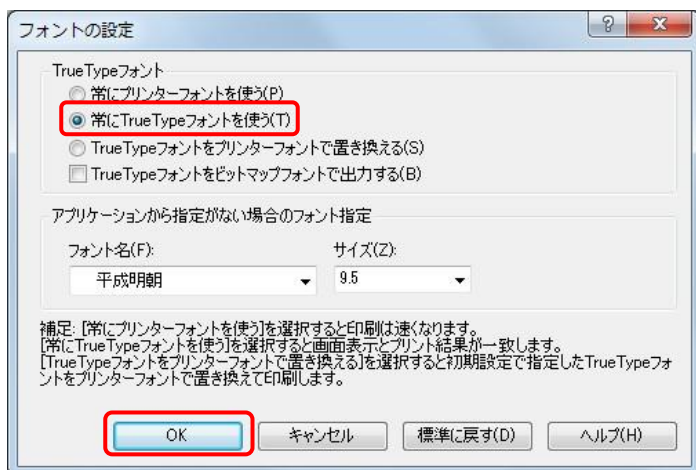 フォントの設定
TrueTypeフォント
常にプリンターフォントを使う(P)
常にTrueTypeフォントを使う(T)
TrueTypeフォントをプリンターフォントで置き換える(S)
TrueTypeフォントをビットマップフォントで出力する(B)
アプリケーションから指定がない場合のフォント指定
フォント名(F):
サイズ(Z):
平成明朝
9.5
補足: [常にプリンターフォントを使う]を選択すると印刷は速くなります。
[常にTrueTypeフォントを使う]を選択すると画面表示とプリント結果が一致します。
[TrueTypeフォントをプリンターフォントで置き換える]を選択すると初期設定で指定したTrueTypeフォ
ントをプリンターフォントで置き換えて印刷します。
OK
キャンセル
標準に戻す(D)
ヘルプ(H)